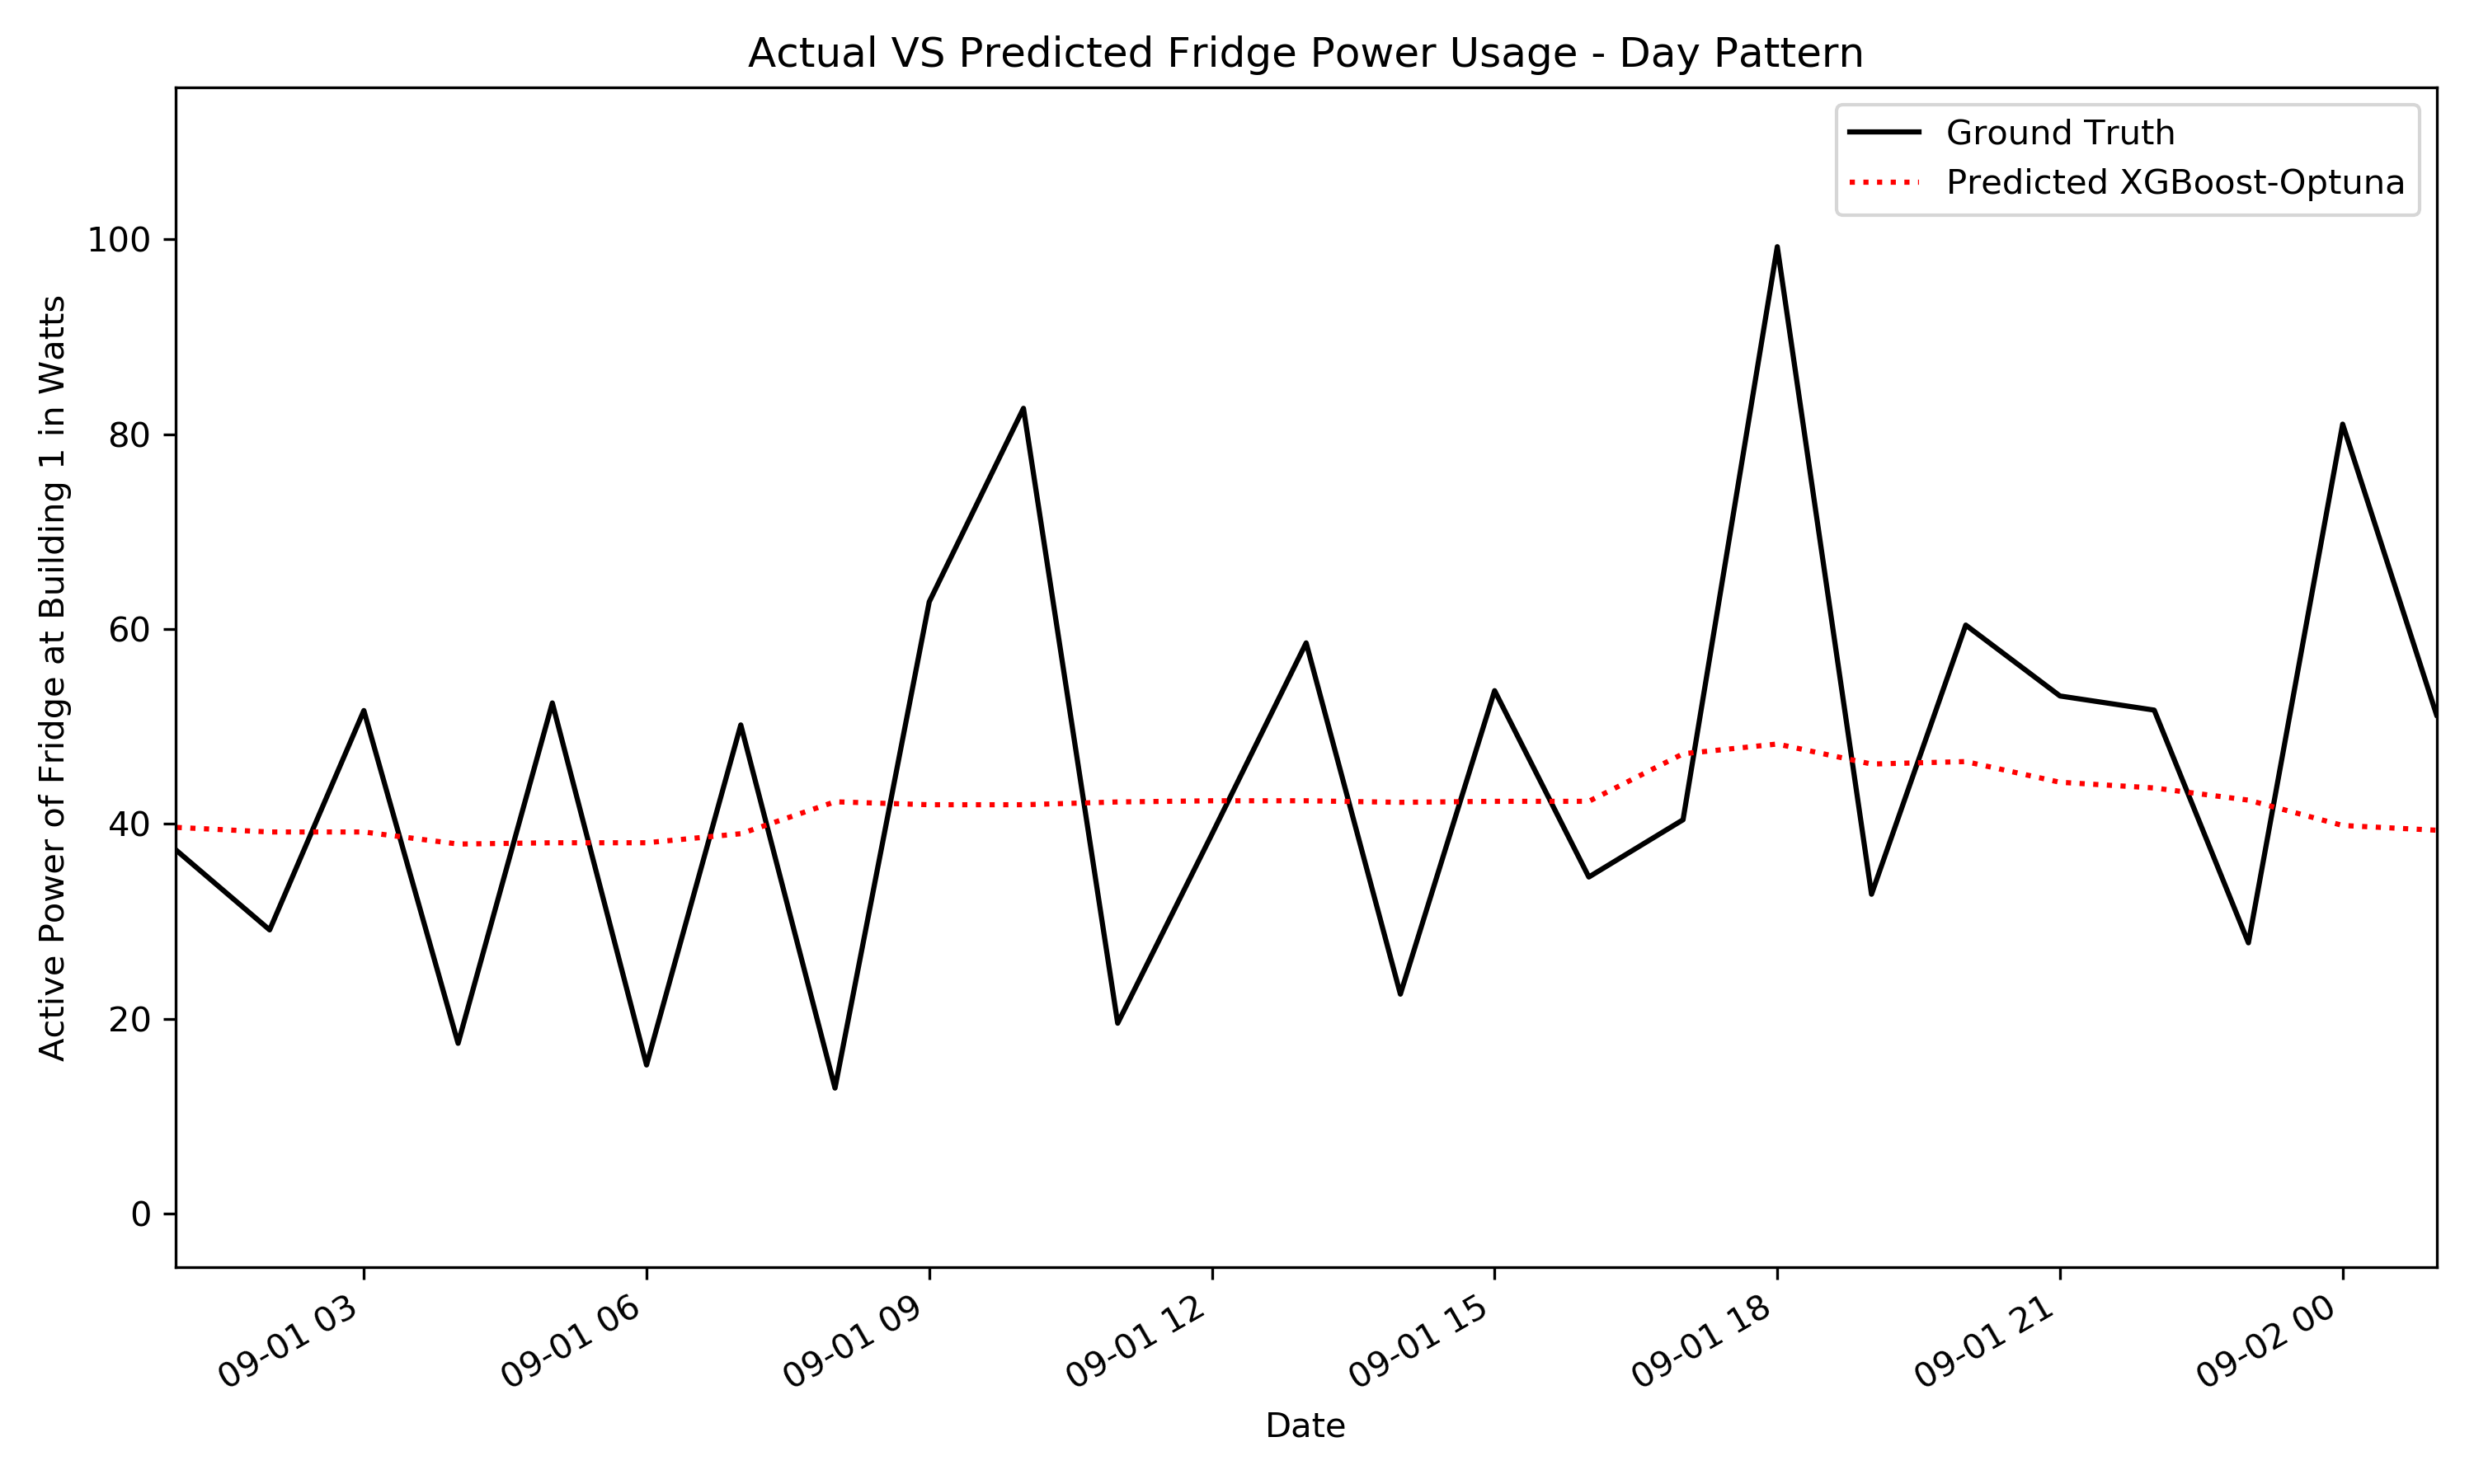 Actual VS Predicted Fridge Power Usage - Day Pattern
Ground Truth
Predicted XGBoost-Optuna
Active Power of Fridge at Building 1 in Watts
100
80
60
40
20
0
09-01 03
09-01 06
09-01 09
09-01 12
09-01 15
09-01 18
09-01 21
09-02 00
Date